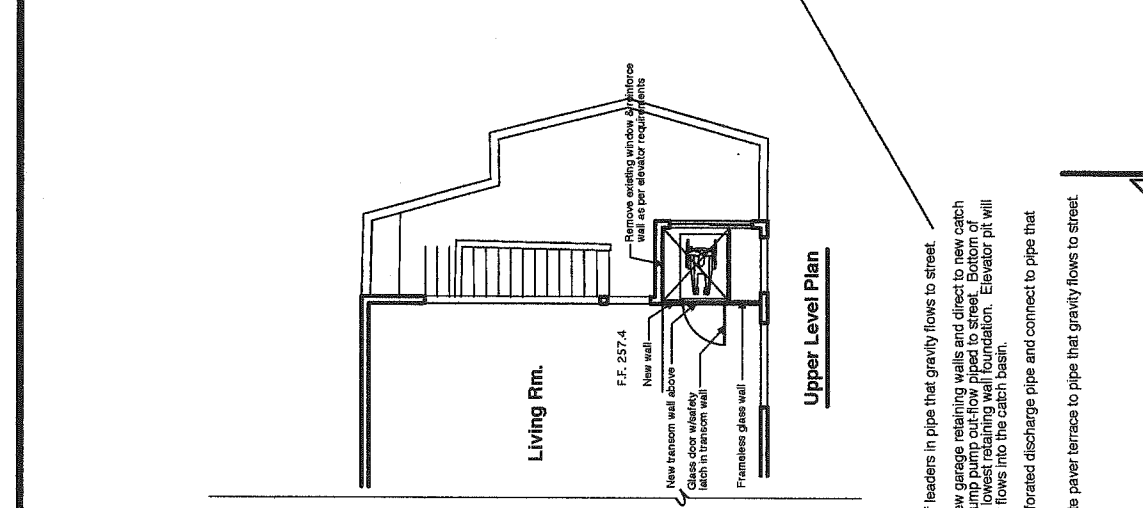 Remove existing window & reinforce
wall as per elevator requirements
Living Rm.
F.F. 257.4
New wall
New transom wall above
Glass door w/safety
latch in transom wall
Frameless glass wall
Upper Level Plan
leaders in pipe that gravity flows to street.
ew garage retaining walls and direct to new catch
ump pump out-flow piped to street. Bottom of
lowest retaining wall foundation. Elevator pit will
flows into the catch basin.
forated discharge pipe and connect to pipe that
te paver terrace to pipe that gravity flows to street.